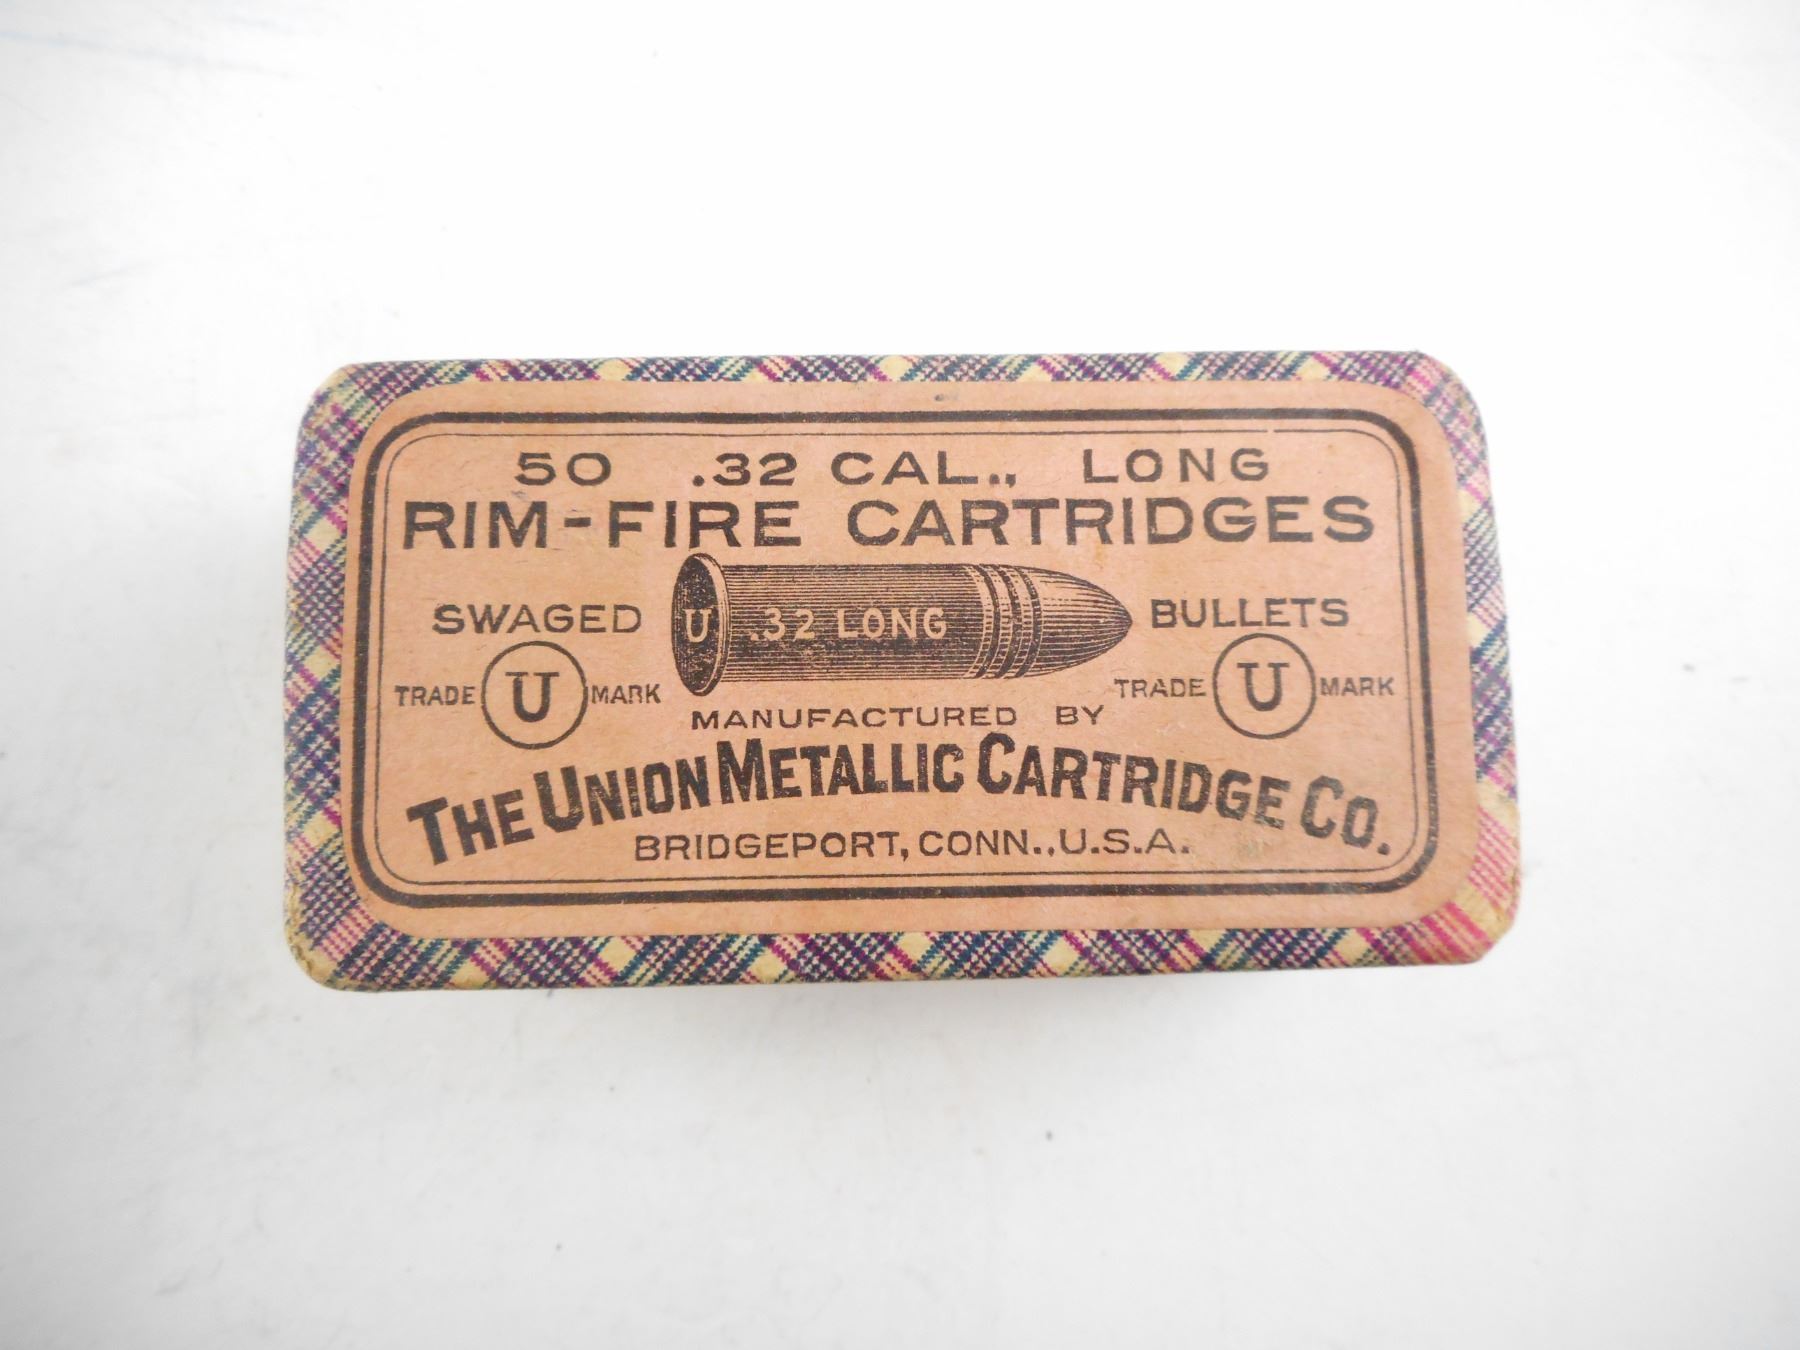 50 .32 CAL., LONG
RIM-FIRE CARTRIDGES
SWAGED U .32 LONG BULLETS
TRADE U MARK TRADE U MARK
MANUFACTURED BY
THE UNION METALLIC CARTRIDGE CO.
BRIDGEPORT, CONN., U.S.A.